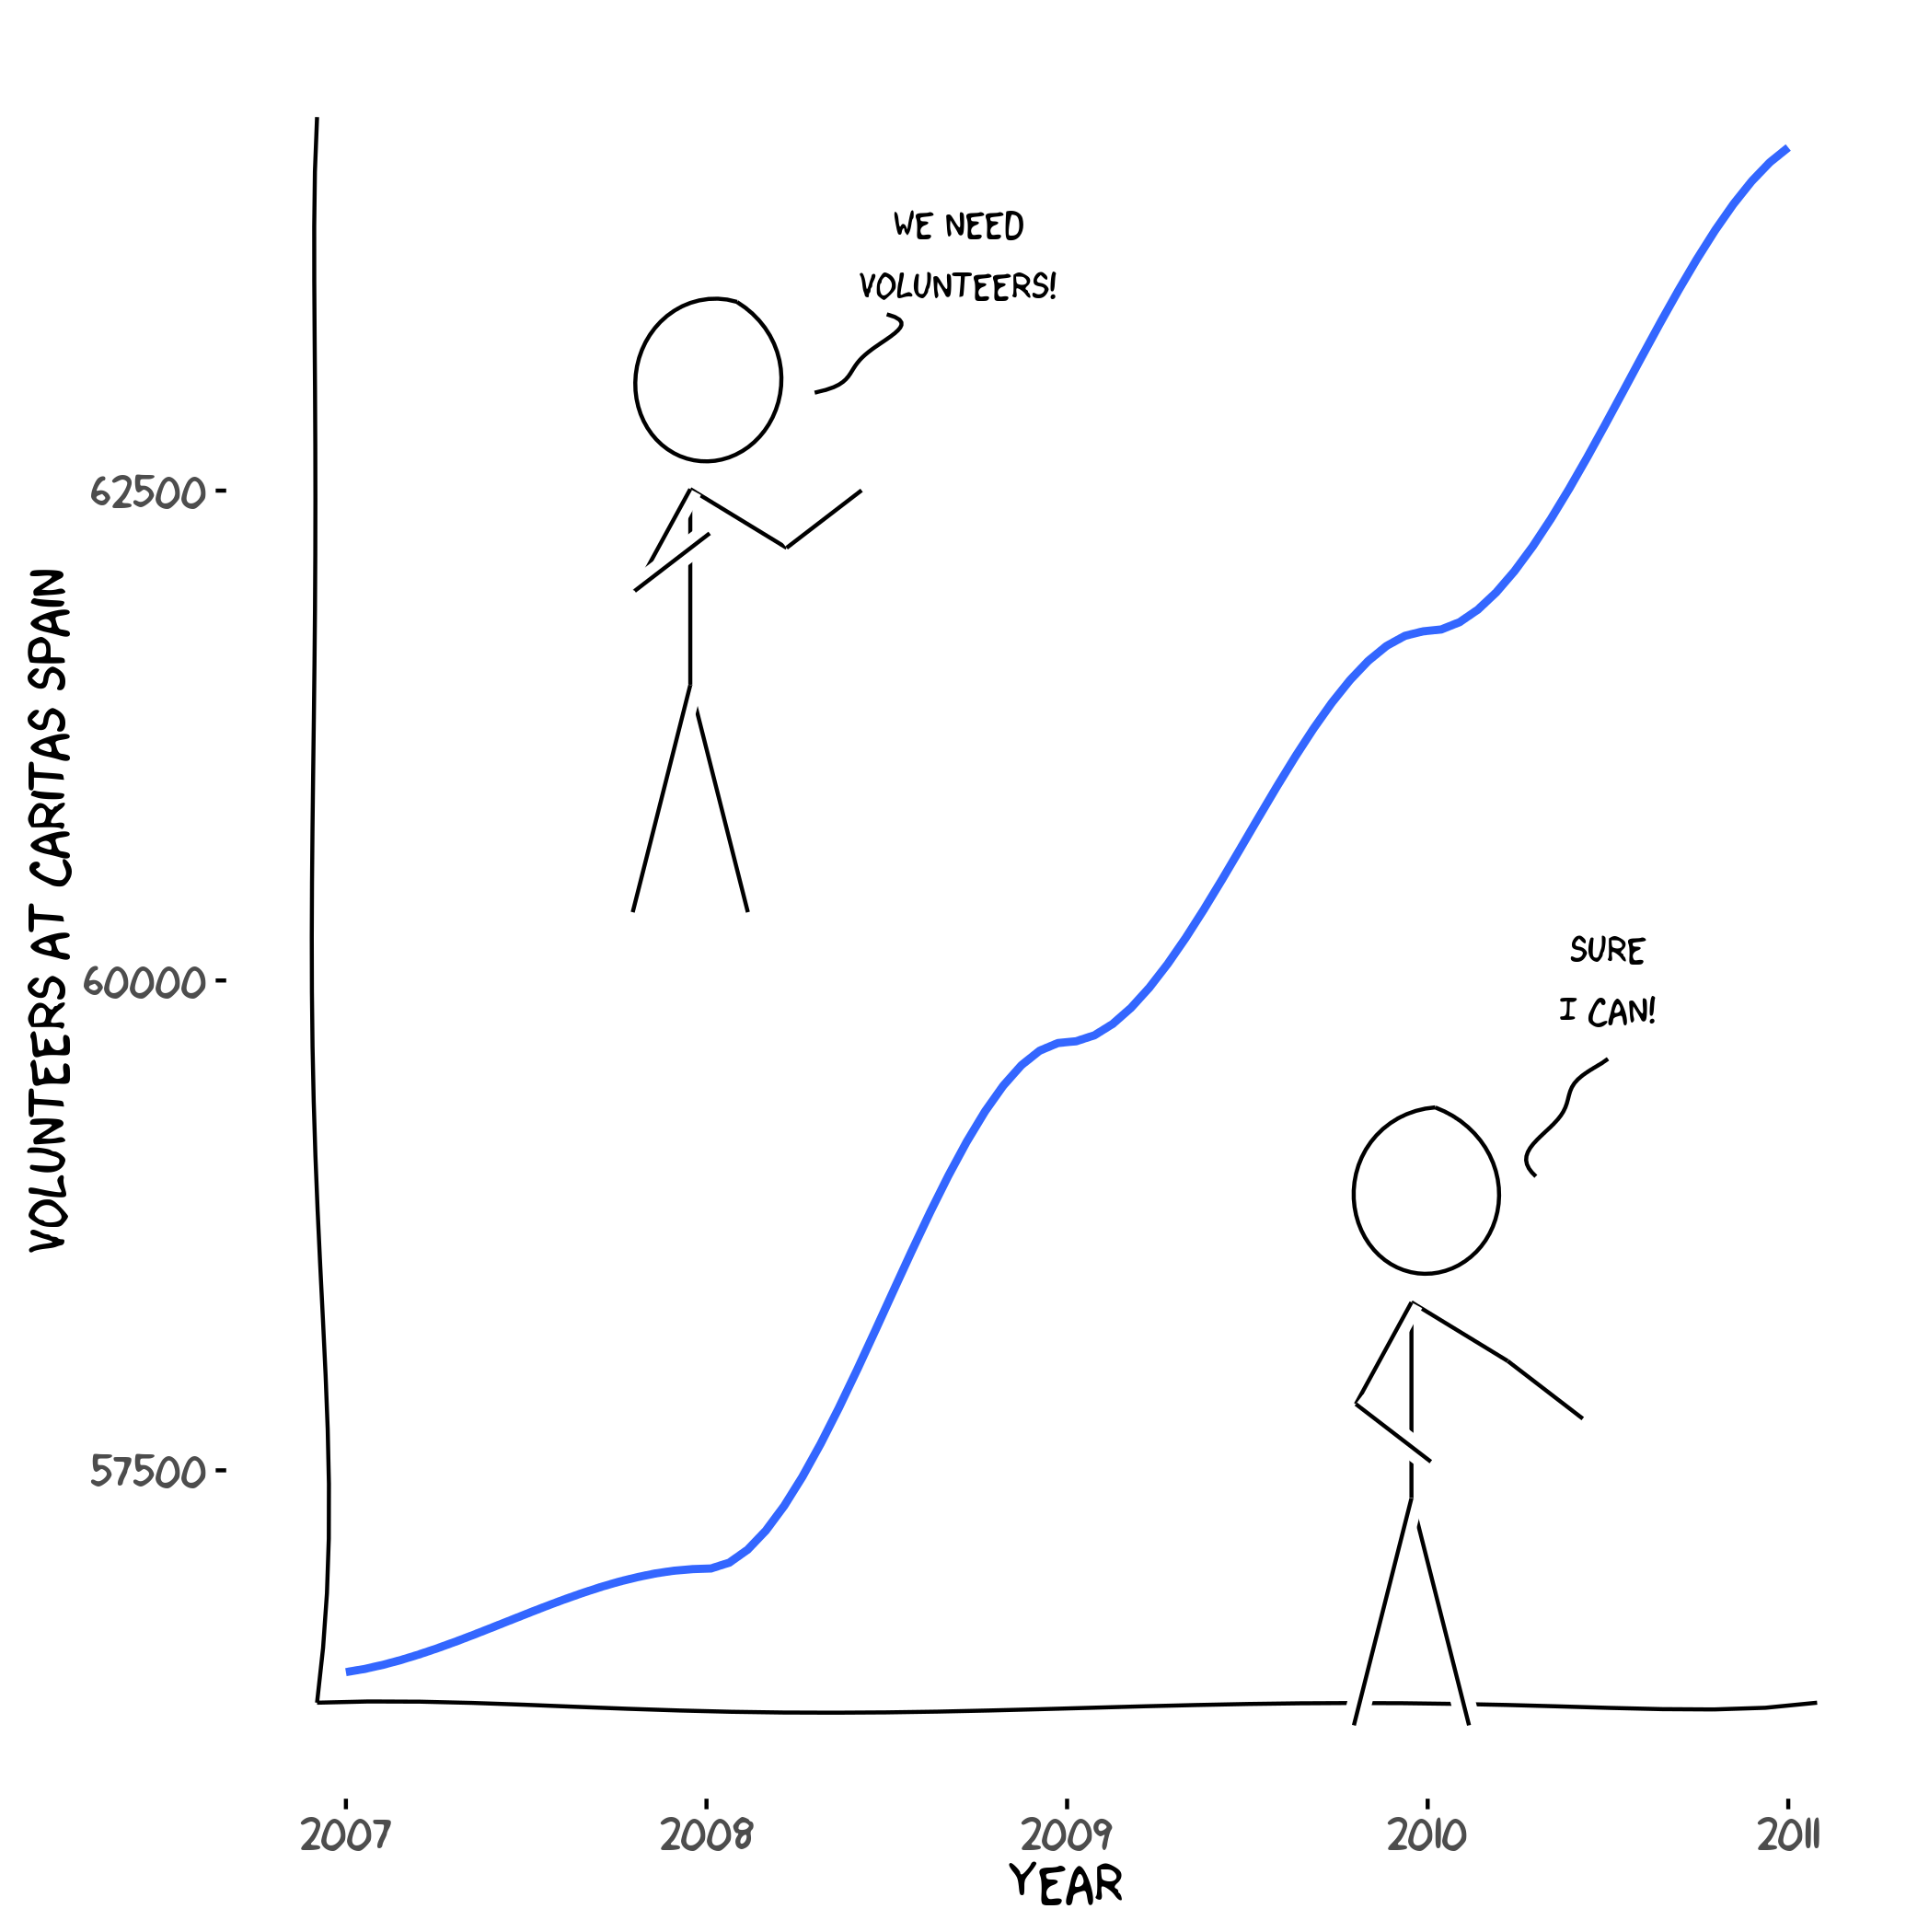 WE NEED
VOLUNTEERS!
62500
VOLUNTEERS AT CARITAS SPAIN
60000
SURE
I CAN!
57500
2007
2008
2009
2010
2011
YEAR